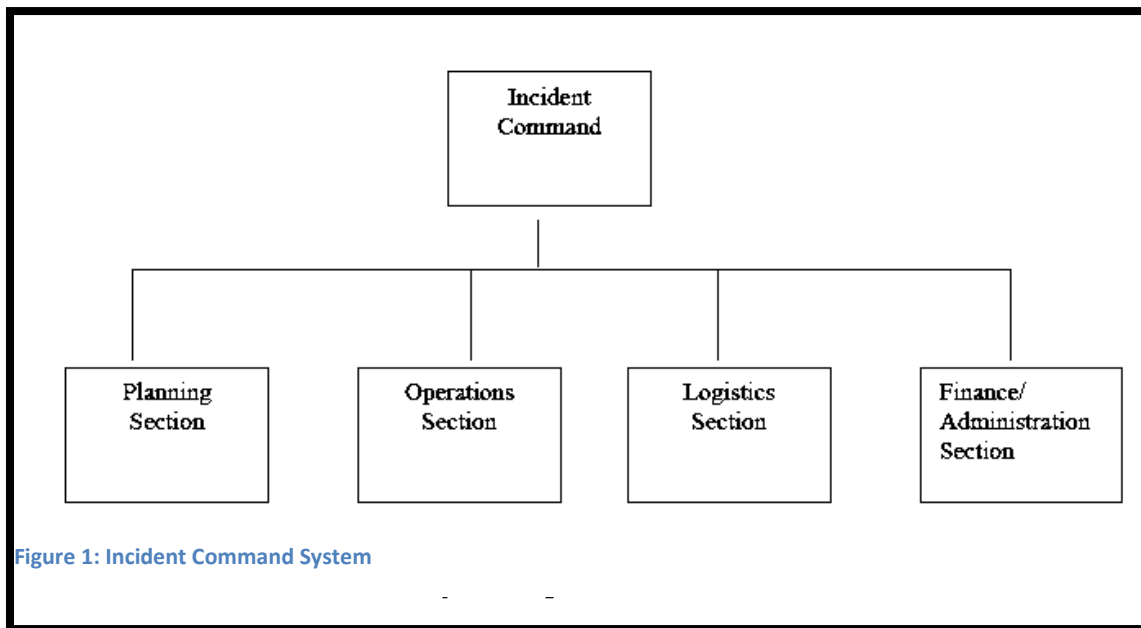 Incident
Command
Planning
Section
Operations
Section
Logistics
Section
Finance/
Administration
Section
Figure 1: Incident Command System